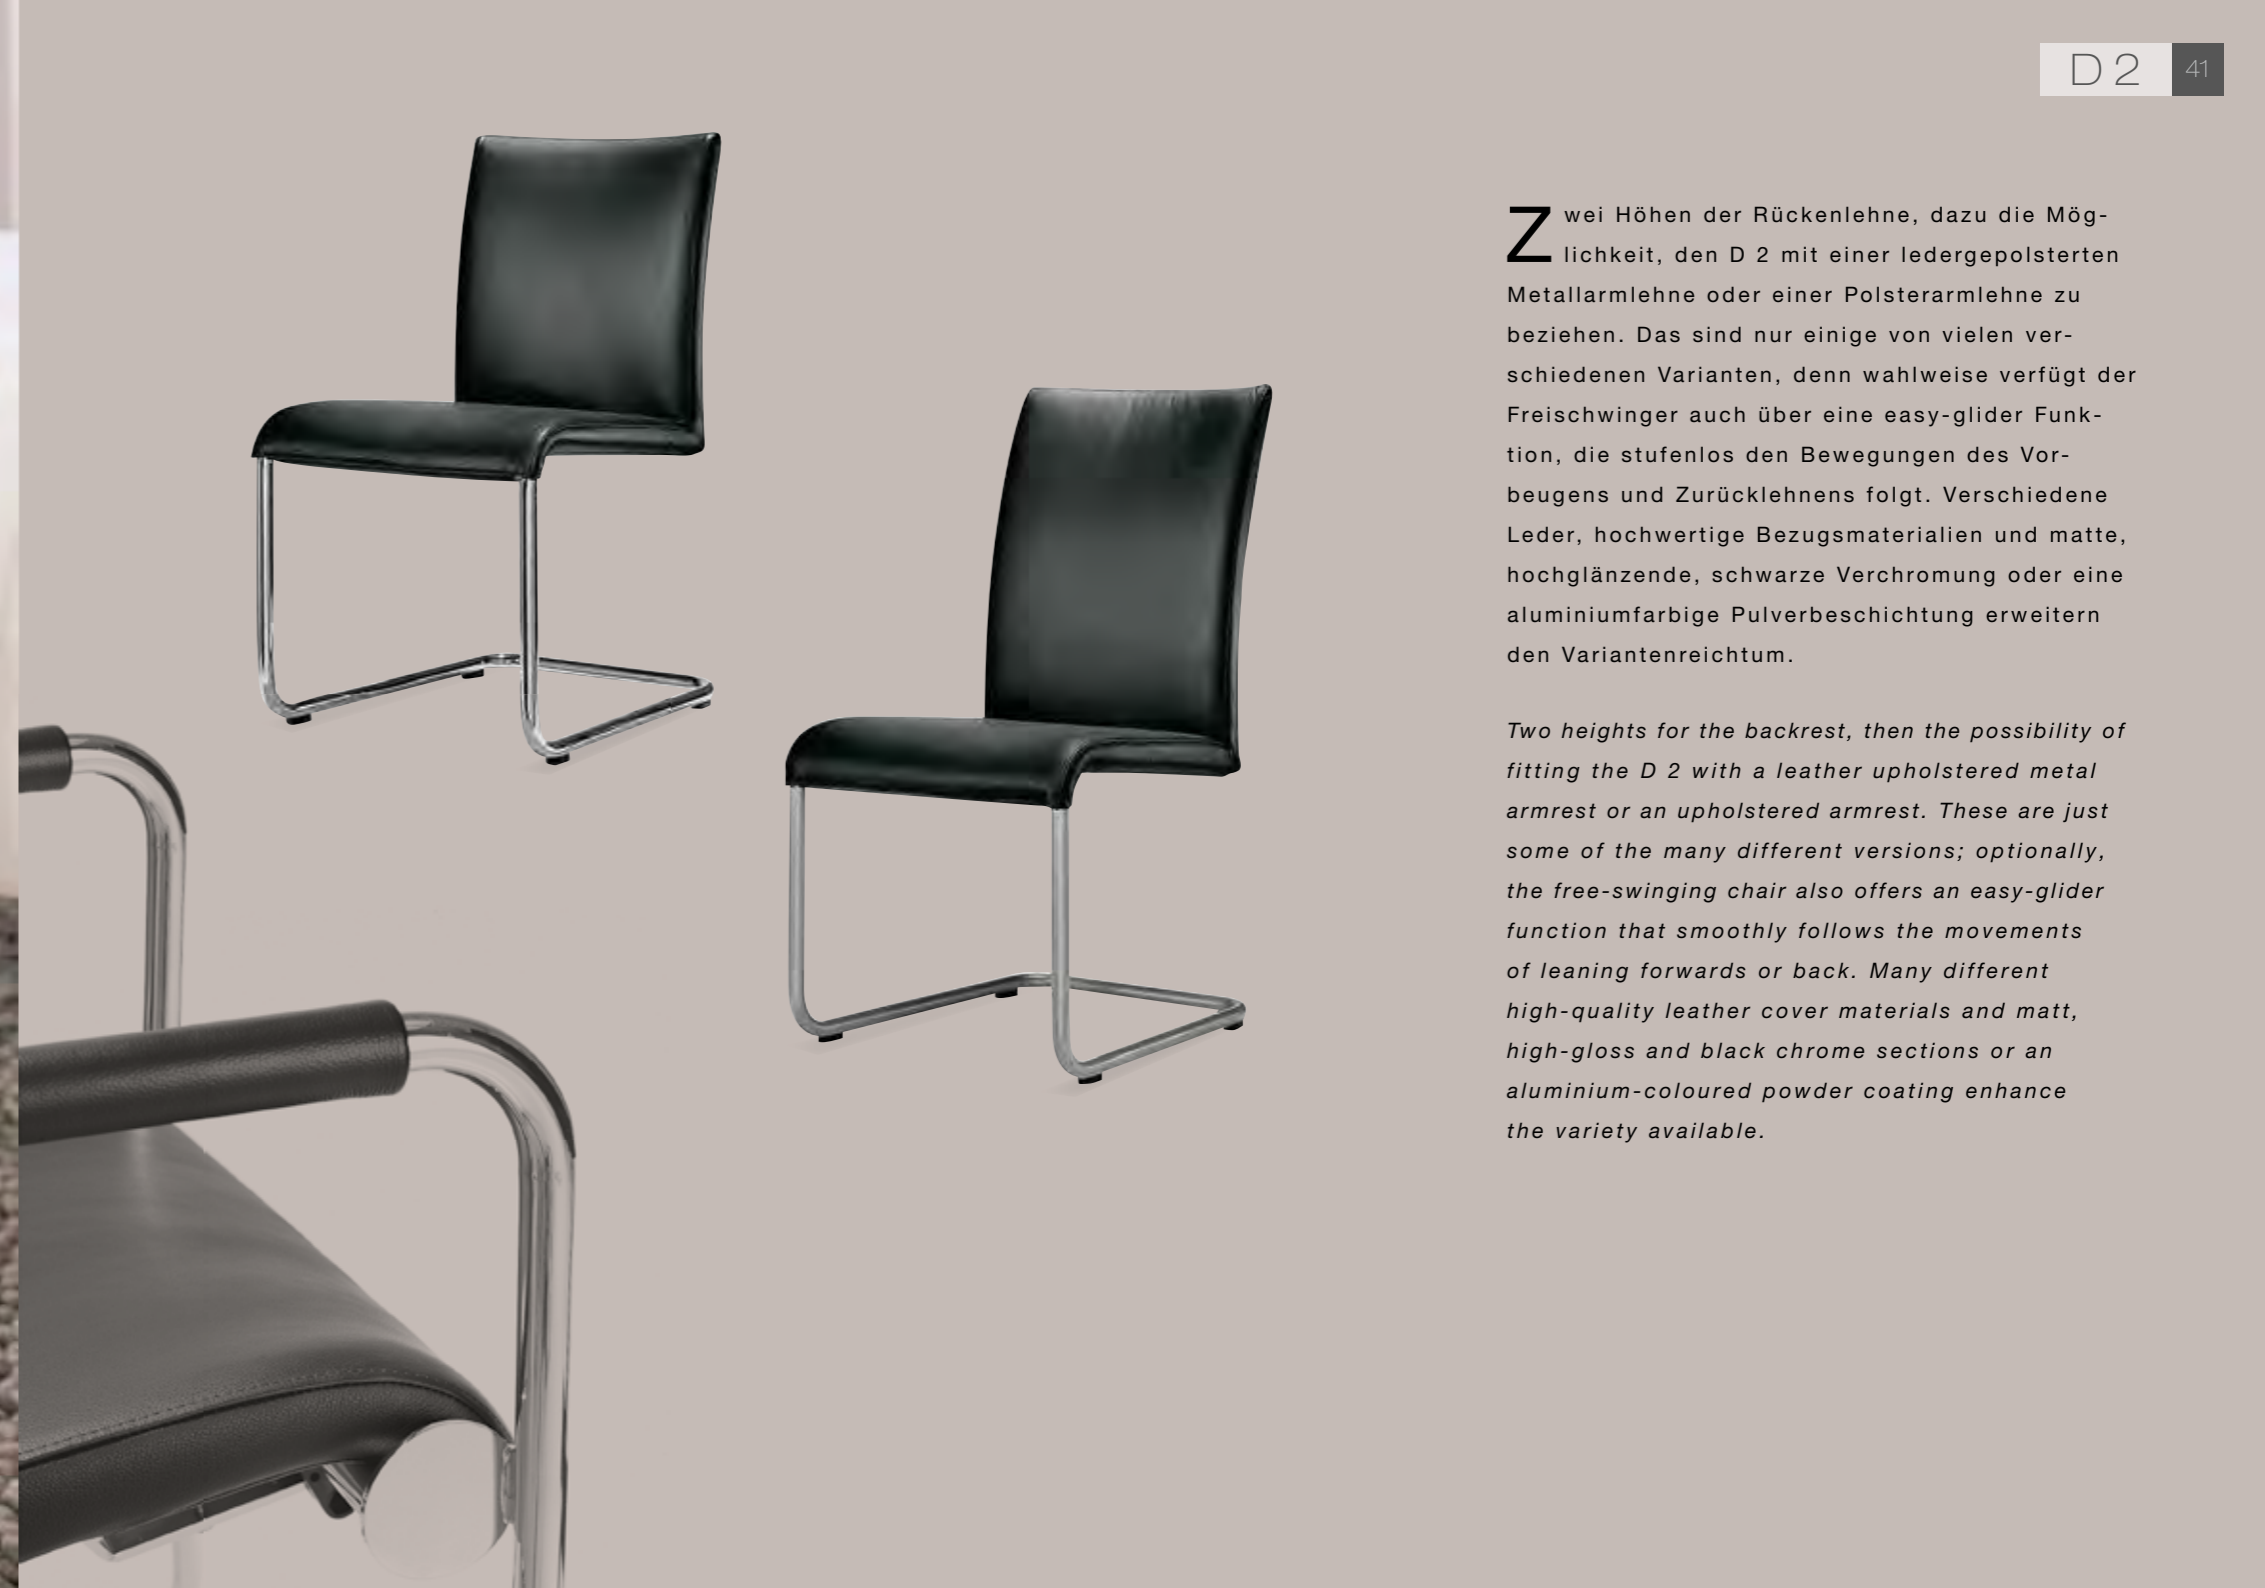 D 2 41
Zwei Höhen der Rückenlehne, dazu die Mög-
lichkeit, den D 2 mit einer ledergepolsterten
Metallarmlehne oder einer Polsterarmlehne zu
beziehen. Das sind nur einige von vielen ver-
schiedenen Varianten, denn wahlweise verfügt der
Freischwinger auch über eine easy-glider Funk-
tion, die stufenlos den Bewegungen des Vor-
beugens und Zurücklehnens folgt. Verschiedene
Leder, hochwertige Bezugsmaterialien und matte,
hochglänzende, schwarze Verchromung oder eine
aluminiumfarbige Pulverbeschichtung erweitern
den Variantenreichtum.
Two heights for the backrest, then the possibility of
fitting the D 2 with a leather upholstered metal
armrest or an upholstered armrest. These are just
some of the many different versions; optionally,
the free-swinging chair also offers an easy-glider
function that smoothly follows the movements
of leaning forwards or back. Many different
high-quality leather cover materials and matt,
high-gloss and black chrome sections or an
aluminium-coloured powder coating enhance
the variety available.